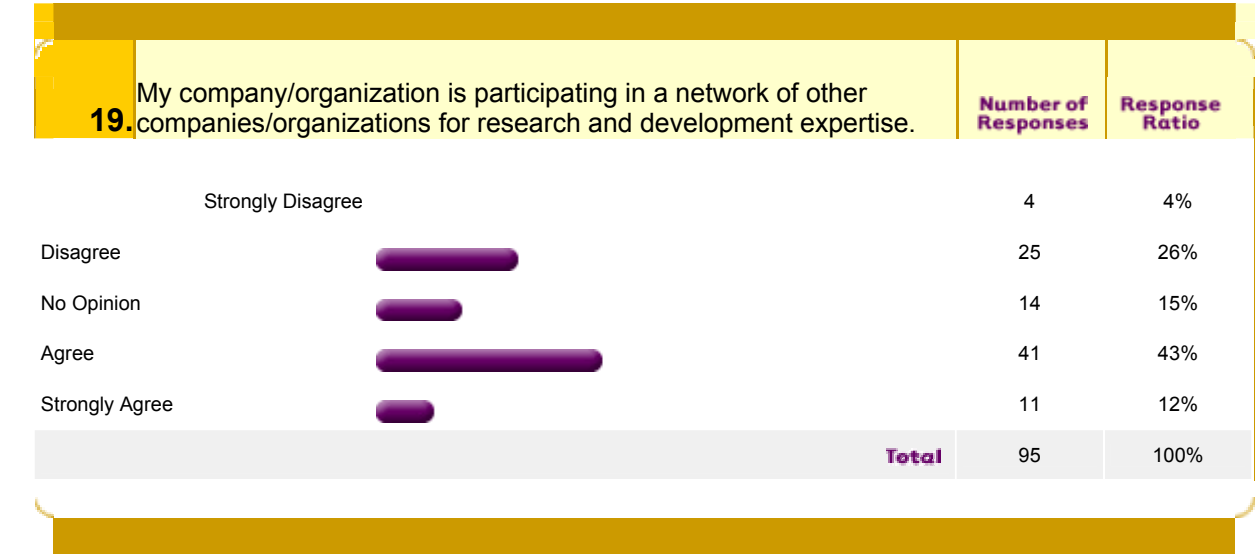 19. My company/organization is participating in a network of other
companies/organizations for research and development expertise.
Number of
Responses
Response
Ratio
Strongly Disagree 4 4%
Disagree 25 26%
No Opinion 14 15%
Agree 41 43%
Strongly Agree 11 12%
Total 95 100%